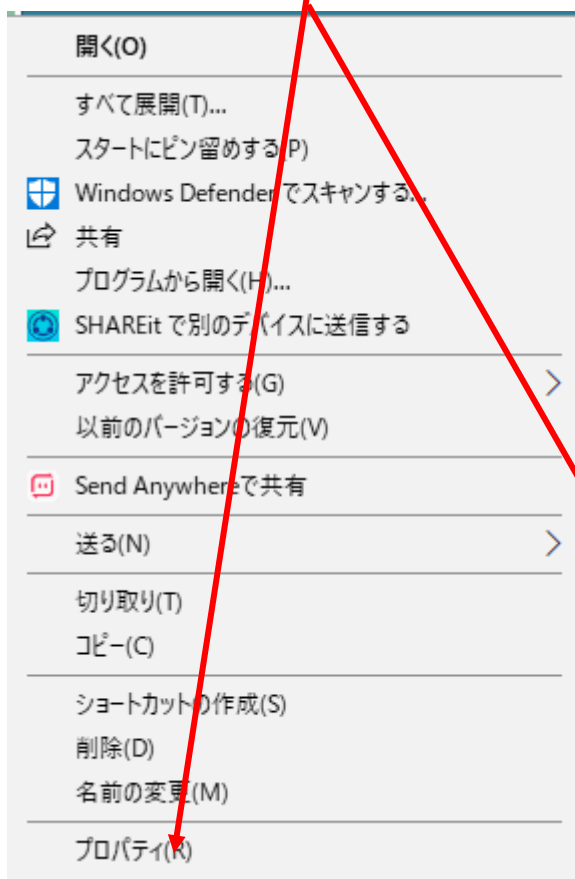 開く(O)
すべて展開(T)...
スタートにピン留めする(P)
Windows Defender でスキャンする...
共有
プログラムから開く(H)...
SHAREit で別のデバイスに送信する
アクセスを許可する(G)
以前のバージョンの復元(V)
Send Anywhereで共有
送る(N)
切り取り(T)
コピー(C)
ショートカットの作成(S)
削除(D)
名前の変更(M)
プロパティ(R)